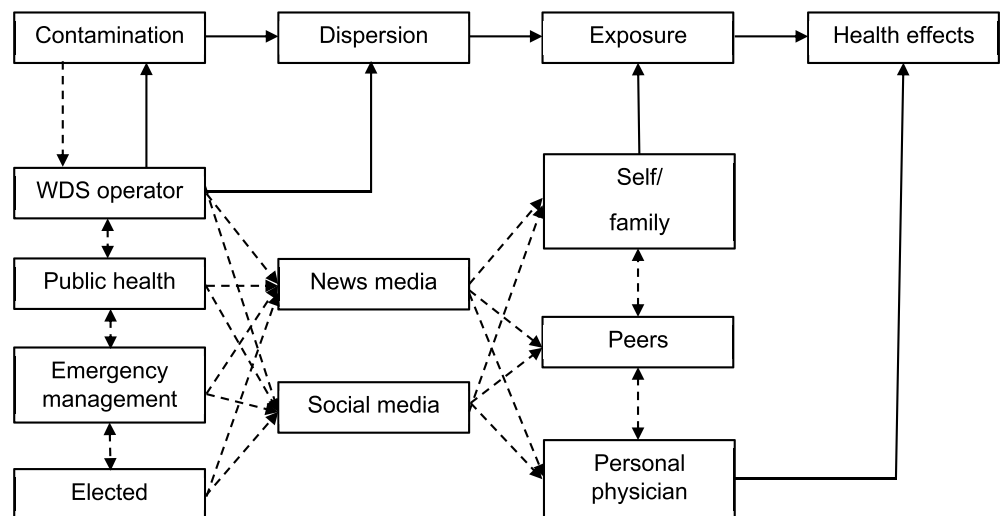 Contamination
Dispersion
Exposure
Health effects
WDS operator
Self/
family
Public health
News media
Peers
Emergency
management
Social media
Personal
physician
Elected